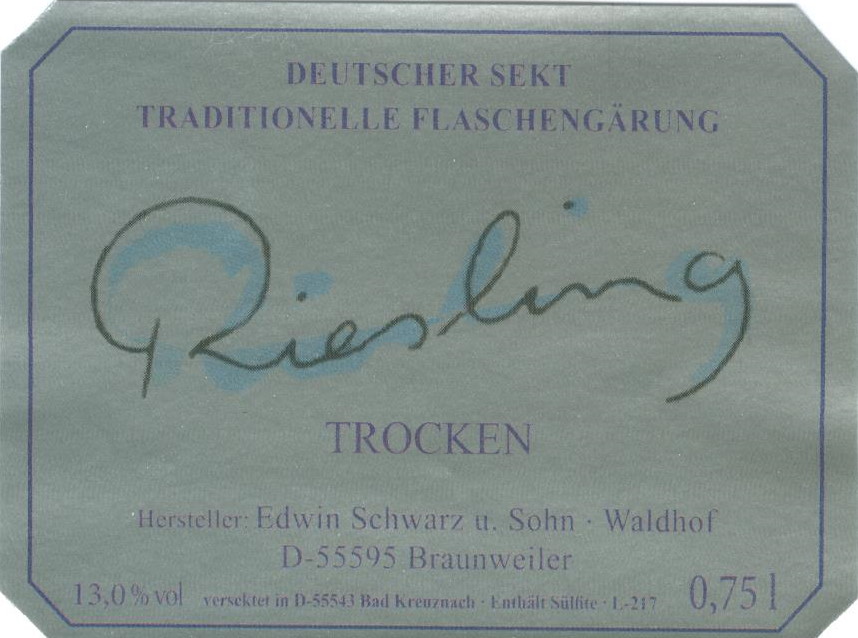 DEUTSCHER SEKT
TRADITIONELLE FLASCHENGÄRUNG
Riesling
TROCKEN
Hersteller: Edwin Schwarz u. Sohn · Waldhof
D-55595 Braunweiler
13,0 % vol versektet in D-55543 Bad Kreuznach · Enthält Sülfite · L-217 0,75 l